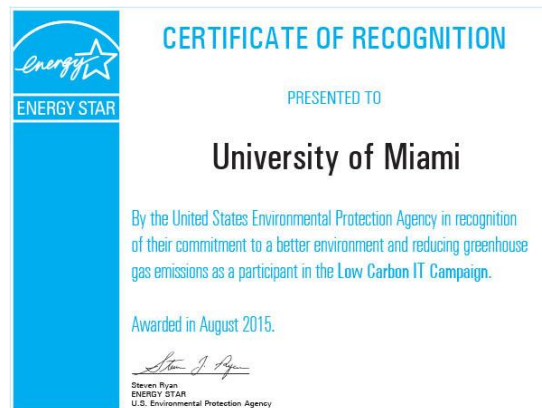 energy
ENERGY STAR
CERTIFICATE OF RECOGNITION
PRESENTED TO
University of Miami
By the United States Environmental Protection Agency in recognition
of their commitment to a better environment and reducing greenhouse
gas emissions as a participant in the Low Carbon IT Campaign.
Awarded in August 2015.
Steven J. Ryan
Steven Ryan
ENERGY STAR
U.S. Environmental Protection Agency